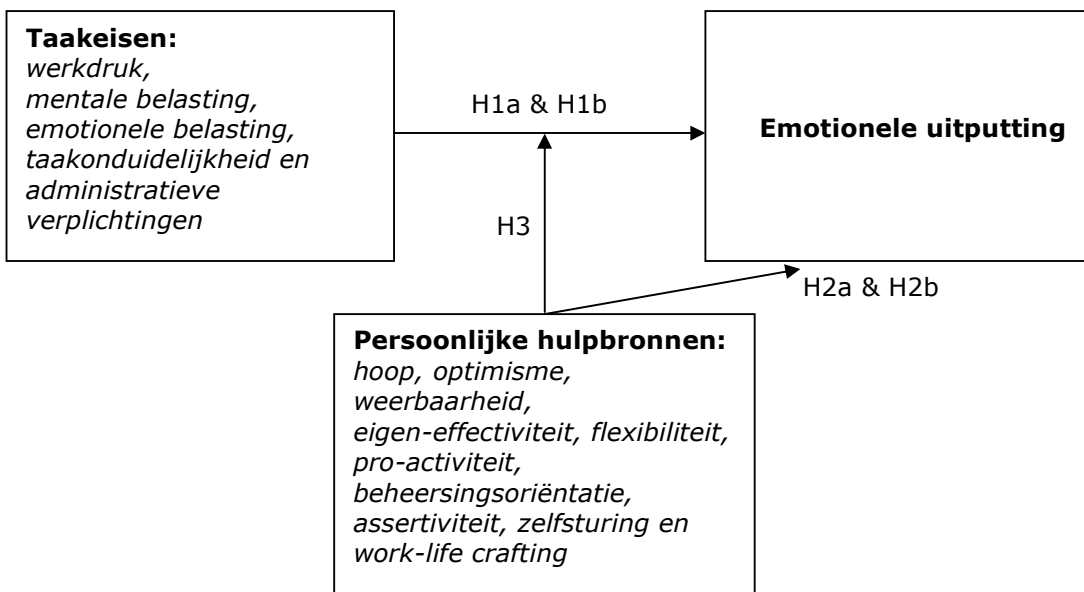 Taakeisen:
werkdruk,
mentale belasting,
emotionele belasting,
taakonduidelijkheid en
administratieve
verplichtingen
H1a & H1b
Emotionele uitputting
H3
H2a & H2b
Persoonlijke hulpbronnen:
hoop, optimisme,
weerbaarheid,
eigen-effectiviteit, flexibiliteit,
pro-activiteit,
beheersingsoriëntatie,
assertiviteit, zelfsturing en
work-life crafting